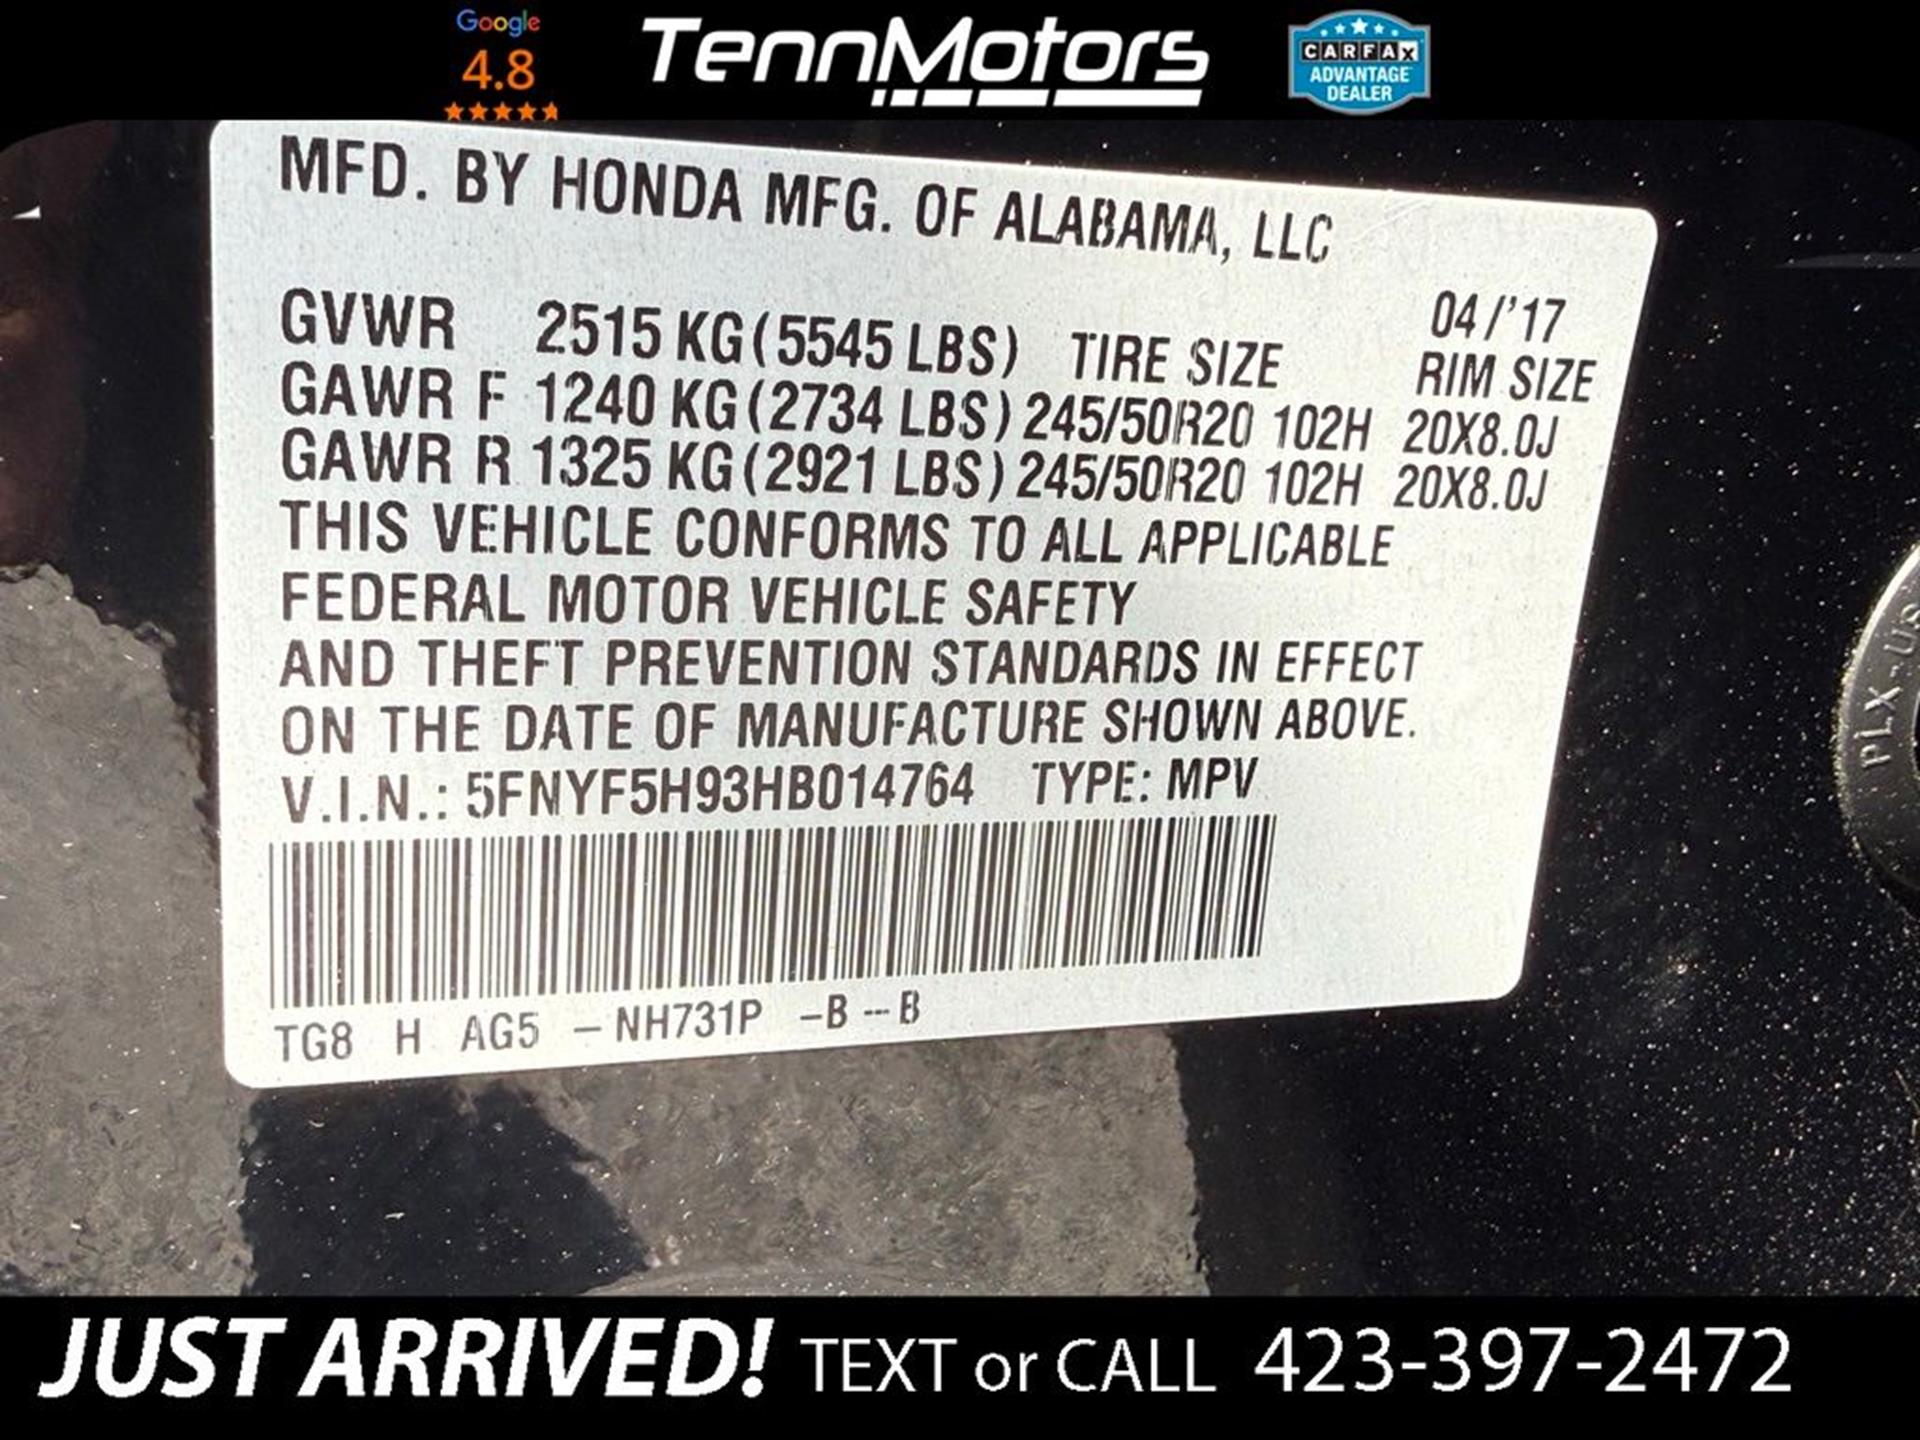 Google
4.8
TennMotors
CARFAX
ADVANTAGE
DEALER
MFD. BY HONDA MFG. OF ALABAMA, LLC
04/'17
GVWR 2515 KG (5545 LBS) TIRE SIZE RIM SIZE
GAWR F 1240 KG (2734 LBS) 245/50R20 102H 20X8.0J
GAWR R 1325 KG (2921 LBS) 245/50R20 102H 20X8.0J
THIS VEHICLE CONFORMS TO ALL APPLICABLE
FEDERAL MOTOR VEHICLE SAFETY
AND THEFT PREVENTION STANDARDS IN EFFECT
ON THE DATE OF MANUFACTURE SHOWN ABOVE.
V.I.N.: 5FNYF5H93HB014764 TYPE: MPV
TG8 H AG5 -NH731P -B--B
PLX-US
JUST ARRIVED! TEXT or CALL 423-397-2472